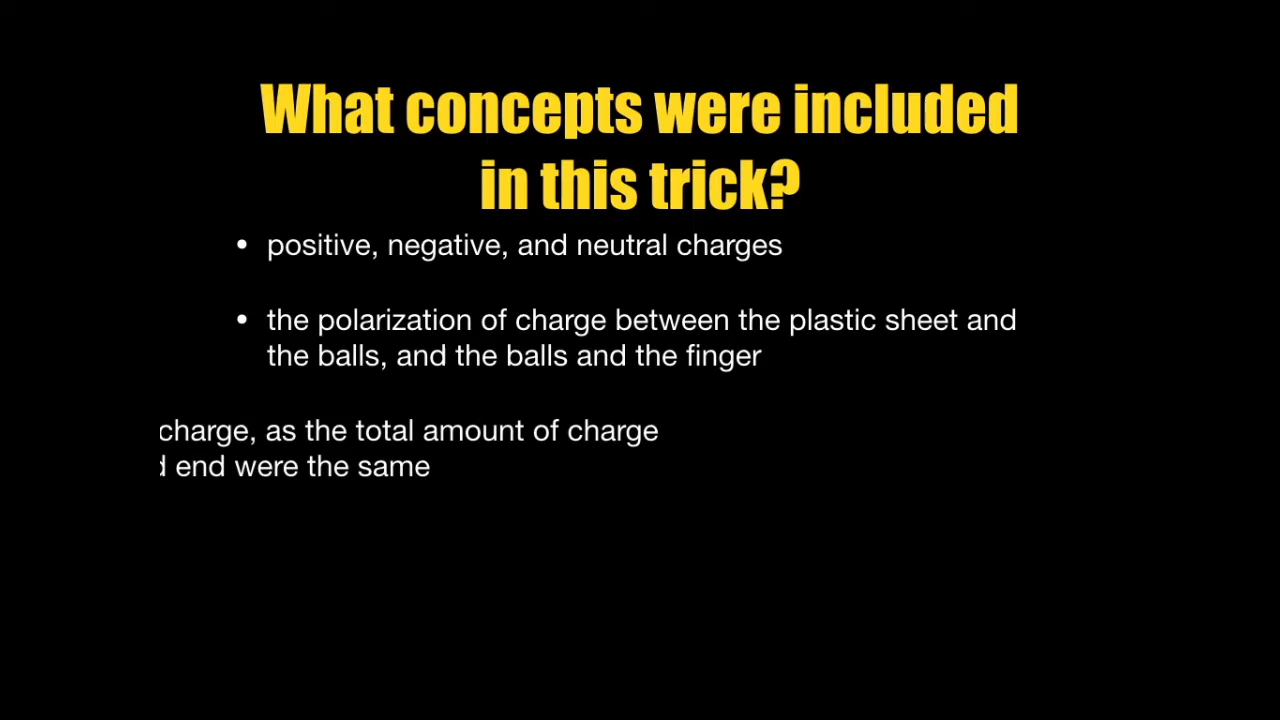 What concepts were included
in this trick?
• positive, negative, and neutral charges
• the polarization of charge between the plastic sheet and
the balls, and the balls and the finger
charge, as the total amount of charge
end were the same